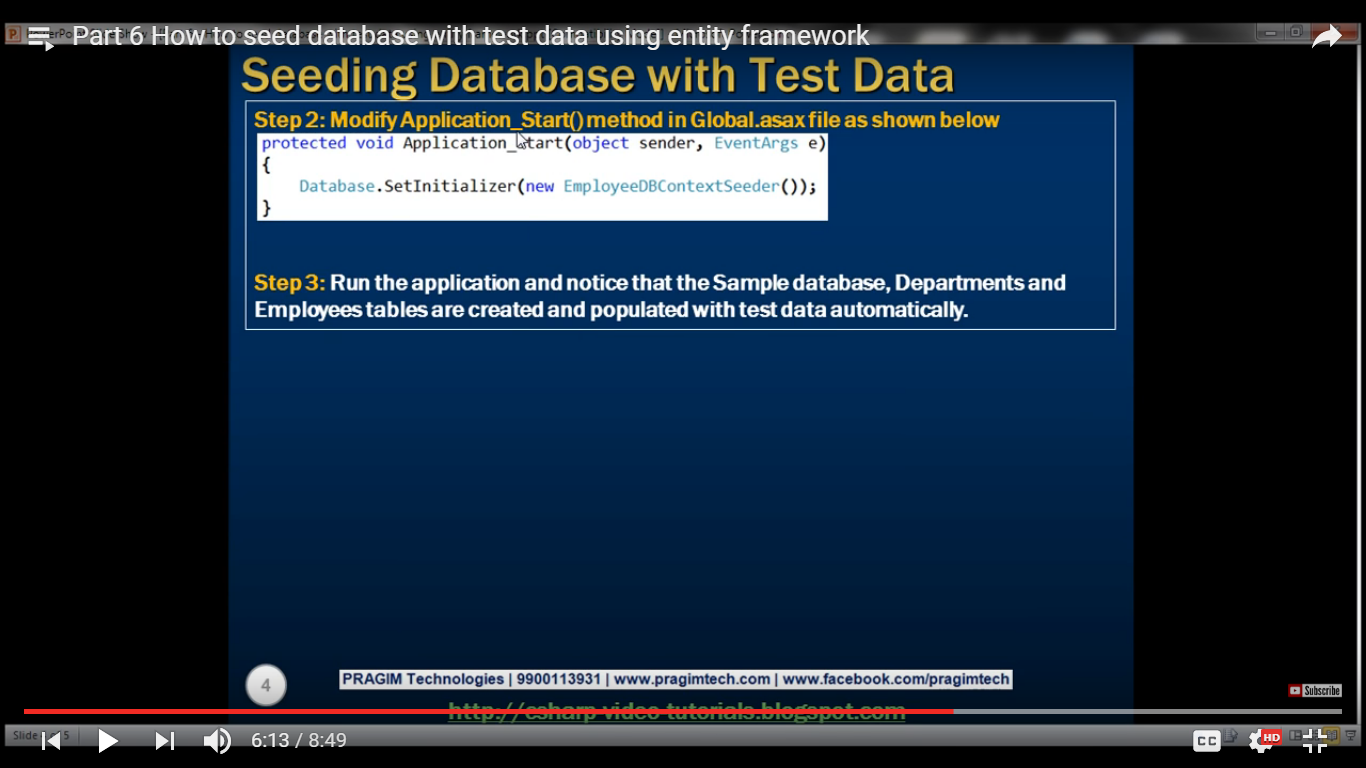 Part 6 How to seed database with test data using entity framework
Seeding Database with Test Data
Step 2: Modify Application_Start() method in Global.asax file as shown below
protected void Application_Start(object sender, EventArgs e)
{
Database.SetInitializer(new EmployeeDBContextSeeder());
}
Step 3: Run the application and notice that the Sample database, Departments and
Employees tables are created and populated with test data automatically.
4
PRAGIM Technologies | 9900113931 | www.pragimtech.com | www.facebook.com/pragimtech
Subscribe
http://csharp-video-tutorials.blogspot.com
Slide
5
6:13 / 8:49
CC
HD